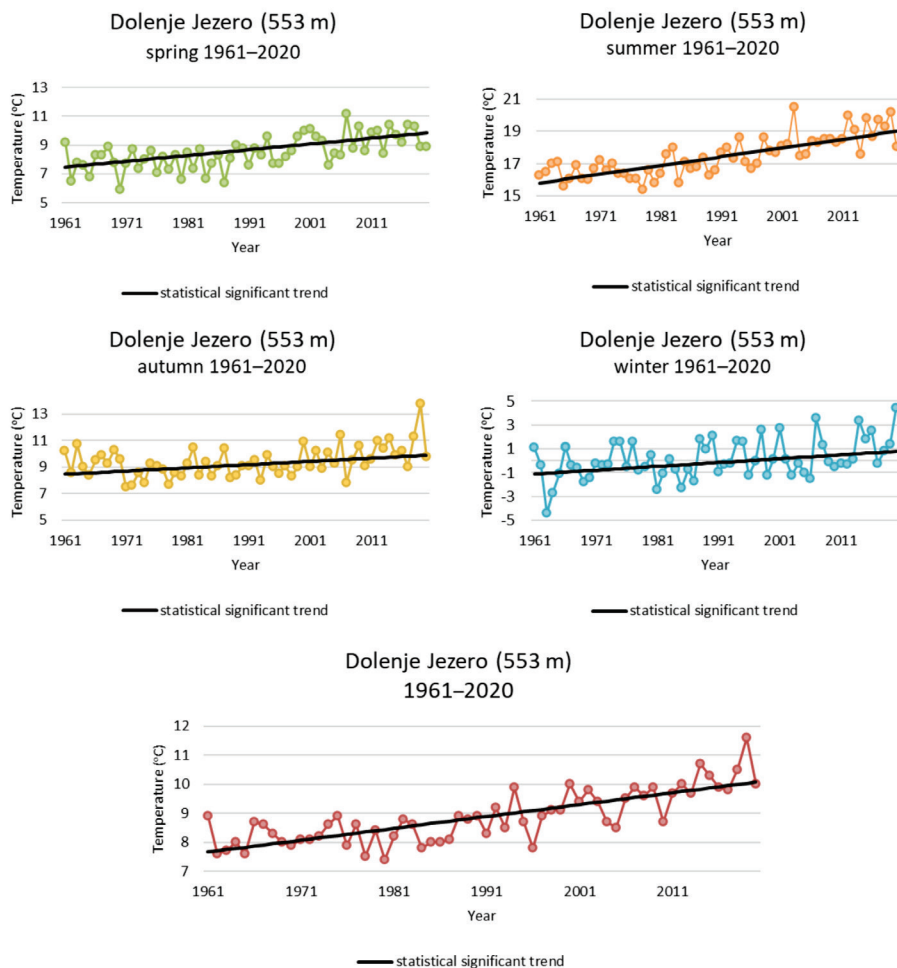 Dolenje Jezero (553 m)
spring 1961–2020
Temperature (°C)
13
11
9
7
5
1961 1971 1981 1991 2001 2011
Year
statistical significant trend
Dolenje Jezero (553 m)
summer 1961–2020
Temperature (°C)
21
19
17
15
1961 1971 1981 1991 2001 2011
Year
statistical significant trend
Dolenje Jezero (553 m)
autumn 1961–2020
Temperature (°C)
13
11
9
7
5
1961 1971 1981 1991 2001 2011
Year
statistical significant trend
Dolenje Jezero (553 m)
winter 1961–2020
Temperature (°C)
5
3
1
-1
-3
-5
1961 1971 1981 1991 2001 2011
Year
statistical significant trend
Dolenje Jezero (553 m)
1961–2020
Temperature (°C)
12
11
10
9
8
7
1961 1971 1981 1991 2001 2011
Year
statistical significant trend